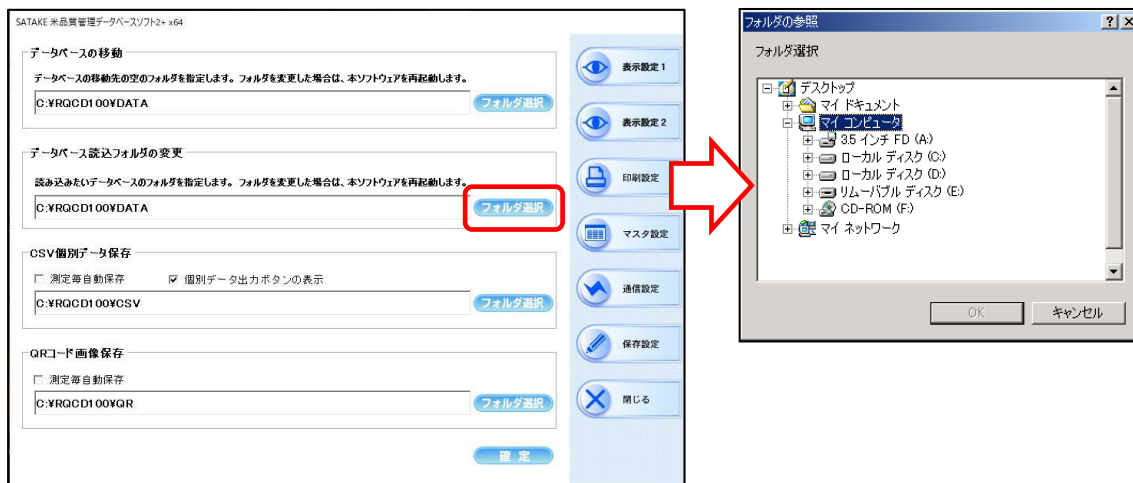 SATAKE 米品質管理データベースソフト2+ x64
データベースの移動
データベースの移動先の空のフォルダを指定します。フォルダを変更した場合は、本ソフトウェアを再起動します。
C:¥RQCD100¥DATA
フォルダ選択
データベース読込フォルダの変更
読み込みたいデータベースのフォルダを指定します。フォルダを変更した場合は、本ソフトウェアを再起動します。
C:¥RQCD100¥DATA
フォルダ選択
CSV個別データ保存
測定毎自動保存 個別データ出力ボタンの表示
C:¥RQCD100¥CSV
フォルダ選択
QRコード画像保存
測定毎自動保存
C:¥RQCD100¥QR
フォルダ選択
確定
表示設定1
表示設定2
印刷設定
マスタ設定
通信設定
保存設定
閉じる
フォルダの参照
フォルダ選択
デスクトップ
マイ ドキュメント
マイ コンピュータ
3.5 インチ FD (A:)
ローカル ディスク (C:)
ローカル ディスク (D:)
リムーバブル ディスク (E:)
CD-ROM (F:)
マイ ネットワーク
OK キャンセル